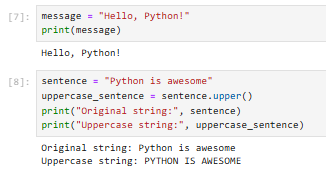 [7]: message = "Hello, Python!"
print(message)
Hello, Python!
[8]: sentence = "Python is awesome"
uppercase_sentence = sentence.upper()
print("Original string:", sentence)
print("Uppercase string:", uppercase_sentence)
Original string: Python is awesome
Uppercase string: PYTHON IS AWESOME